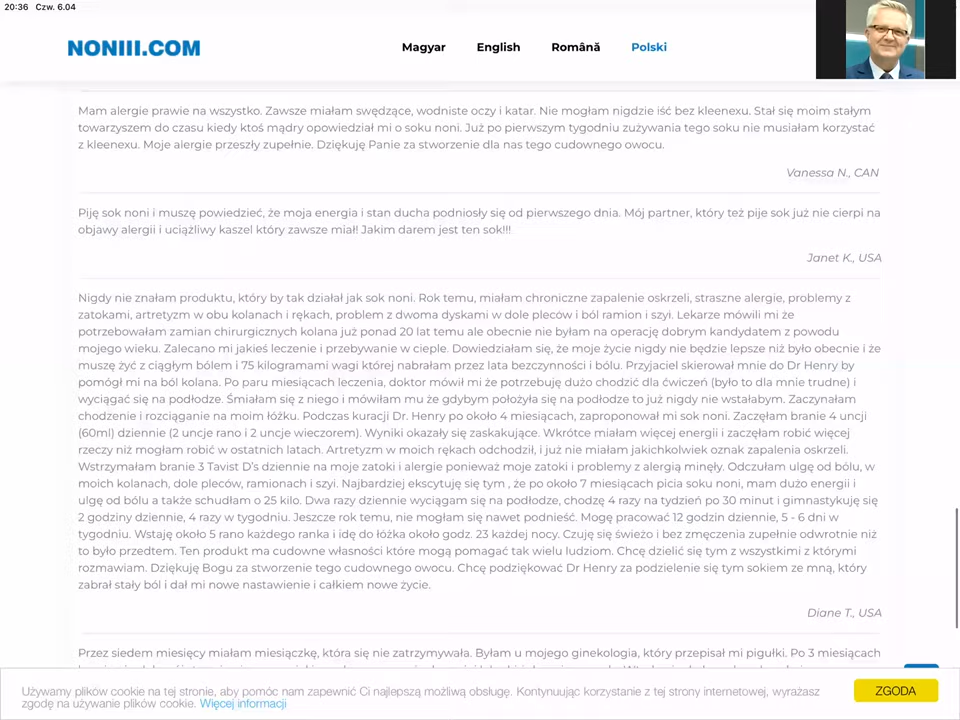 20:36 Czw. 6.04
NONIII.COM
Magyar English Română Polski
Mam alergie prawie na wszystko. Zawsze miałam swędzące, wodniste oczy i katar. Nie mogłam nigdzie iść bez kleenexu. Stał się moim stałym
towarzyszem do czasu kiedy ktoś mądry opowiedział mi o soku noni. Już po pierwszym tygodniu zużywania tego soku nie musiałam korzystać
z kleenexu. Moje alergie przeszły zupełnie. Dziękuję Panie za stworzenie dla nas tego cudownego owocu.
Vanessa N., CAN
Piję sok noni i muszę powiedzieć, że moja energia i stan ducha podniosły się od pierwszego dnia. Mój partner, który też pije sok już nie cierpi na
objawy alergii i uciążliwy kaszel który zawsze miał! Jakim darem jest ten sok!!!
Janet K., USA
Nigdy nie znałam produktu, który by tak działał jak sok noni. Rok temu, miałam chroniczne zapalenie oskrzeli, straszne alergie, problemy z
zatokami, artretyzm w obu kolanach i rękach, problem z dwoma dyskami w dole pleców i ból ramion i szyi. Lekarze mówili mi że
potrzebowałam zamian chirurgicznych kolana już ponad 20 lat temu ale obecnie nie byłam na operację dobrym kandydatem z powodu
mojego wieku. Zalecano mi jakieś leczenie i przebywanie w cieple. Dowiedziałam się, że moje życie nigdy nie będzie lepsze niż było obecnie i że
muszę żyć z ciągłym bólem i 75 kilogramami wagi której nabrałam przez lata bezczynności i bólu. Przyjaciel skierował mnie do Dr Henry by
pomógł mi na ból kolana. Po paru miesiącach leczenia, doktor mówił mi że potrzebuję dużo chodzić dla ćwiczeń (było to dla mnie trudne) i
wyciągać się na podłodze. Śmiałam się z niego i mówiłam mu że gdybym położyła się na podłodze to już nigdy nie wstałabym. Zaczynałam
chodzenie i rozciąganie na moim łóżku. Podczas kuracji Dr. Henry po około 4 miesiącach, zaproponował mi sok noni. Zaczęłam branie 4 uncji
(60ml) dziennie (2 uncje rano i 2 uncje wieczorem). Wyniki okazały się zaskakujące. Wkrótce miałam więcej energii i zaczęłam robić więcej
rzeczy niż mogłam robić w ostatnich latach. Artretyzm w moich rękach odchodził, i już nie miałam jakichkolwiek oznak zapalenia oskrzeli.
Wstrzymałam branie 3 Tavist D's dziennie na moje zatoki i alergie ponieważ moje zatoki i problemy z alergią minęły. Odczułam ulgę od bólu, w
moich kolanach, dole pleców, ramionach i szyi. Najbardziej ekscytuję się tym , że po około 7 miesiącach picia soku noni, mam dużo energii i
ulgę od bólu a także schudłam o 25 kilo. Dwa razy dziennie wyciągam się na podłodze, chodzę 4 razy na tydzień po 30 minut i gimnastykuję się
2 godziny dziennie, 4 razy w tygodniu. Jeszcze rok temu, nie mogłam się nawet podnieść. Mogę pracować 12 godzin dziennie, 5 - 6 dni w
tygodniu. Wstaję około 5 rano każdego ranka i idę do łóżka około godz. 23 każdej nocy. Czuję się świeżo i bez zmęczenia zupełnie odwrotnie niż
to było przedtem. Ten produkt ma cudowne własności które mogą pomagać tak wielu ludziom. Chcę dzielić się tym z wszystkimi z którymi
rozmawiam. Dziękuję Bogu za stworzenie tego cudownego owocu. Chcę podziękować Dr Henry za podzielenie się tym sokiem ze mną, który
zabrał stały ból i dał mi nowe nastawienie i całkiem nowe życie.
Diane T., USA
Przez siedem miesięcy miałam miesiączkę, która się nie zatrzymywała. Byłam u mojego ginekologia, który przepisał mi pigułki. Po 3 miesiącach
Używamy plików cookie na tej stronie, aby pomóc nam zapewnić Ci najlepszą możliwą obsługę. Kontynuując korzystanie z tej strony internetowej, wyrażasz
zgodę na używanie plików cookie. Więcej informacji
ZGODA